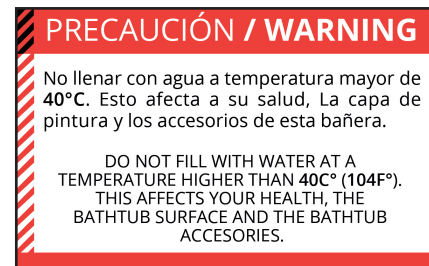 PRECAUCIÓN / WARNING
No llenar con agua a temperatura mayor de
40°C. Esto afecta a su salud, La capa de
pintura y los accesorios de esta bañera.
DO NOT FILL WITH WATER AT A
TEMPERATURE HIGHER THAN 40C° (104F°).
THIS AFFECTS YOUR HEALTH, THE
BATHTUB SURFACE AND THE BATHTUB
ACCESORIES.